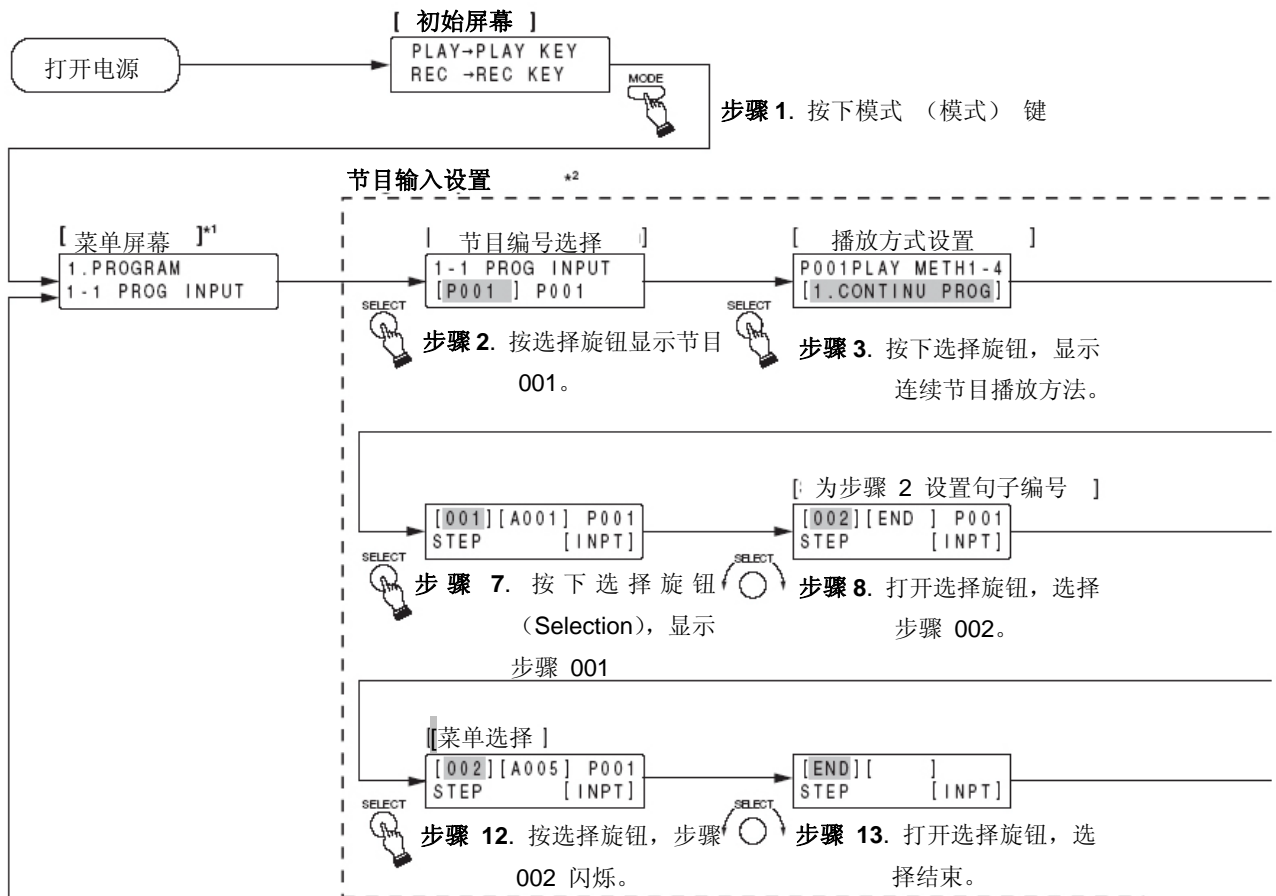 [ 初始屏幕 ]
打开电源
PLAY→PLAY KEY
REC →REC KEY
MODE
步骤 1. 按下模式 （模式） 键
节目输入设置 *2
[ 菜单屏幕 ]*1
1.PROGRAM
1-1 PROG INPUT
[ 节目编号选择 ]
1-1 PROG INPUT
[P001 ] P001
SELECT
步骤 2. 按选择旋钮显示节目
001。
[ 播放方式设置 ]
P001PLAY METH1-4
[1.CONTINU PROG]
SELECT
步骤 3. 按下选择旋钮，显示
连续节目播放方法。
[001][A001] P001
STEP [INPT]
SELECT
步骤 7. 按下选择旋钮
（Selection），显示
步骤 001
[ 为步骤 2 设置句子编号 ]
[002][END ] P001
STEP [INPT]
SELECT
步骤 8. 打开选择旋钮，选择
步骤 002。
[菜单选择]
[002][A005] P001
STEP [INPT]
SELECT
步骤 12. 按选择旋钮，步骤
002 闪烁。
[END][ ]
STEP [INPT]
SELECT
步骤 13. 打开选择旋钮，选
择结束。